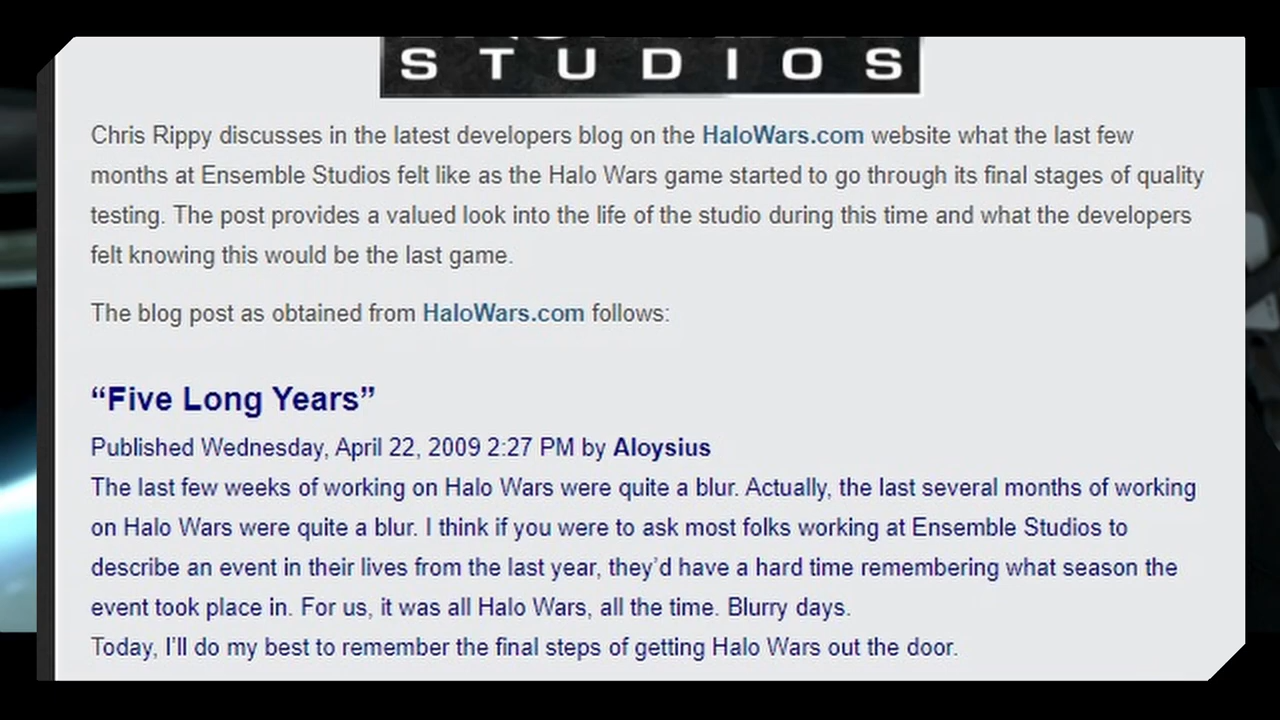 STUDIOS
Chris Rippy discusses in the latest developers blog on the HaloWars.com website what the last few
months at Ensemble Studios felt like as the Halo Wars game started to go through its final stages of quality
testing. The post provides a valued look into the life of the studio during this time and what the developers
felt knowing this would be the last game.
The blog post as obtained from HaloWars.com follows:
“Five Long Years”
Published Wednesday, April 22, 2009 2:27 PM by Aloysius
The last few weeks of working on Halo Wars were quite a blur. Actually, the last several months of working
on Halo Wars were quite a blur. I think if you were to ask most folks working at Ensemble Studios to
describe an event in their lives from the last year, they’d have a hard time remembering what season the
event took place in. For us, it was all Halo Wars, all the time. Blurry days.
Today, I’ll do my best to remember the final steps of getting Halo Wars out the door.